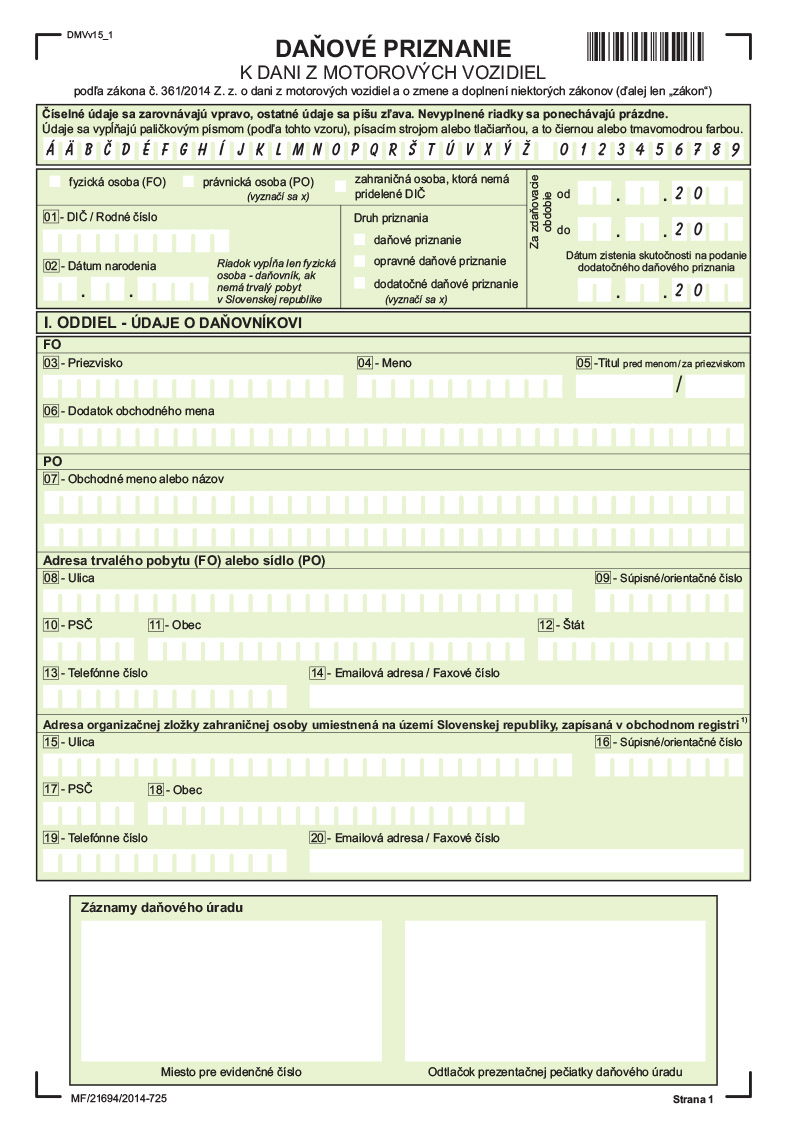 DMVv15_1
DAŇOVÉ PRIZNANIE
K DANI Z MOTOROVÝCH VOZIDIEL
podľa zákona č. 361/2014 Z. z. o dani z motorových vozidiel a o zmene a doplnení niektorých zákonov (ďalej len „zákon”)
Číselné údaje sa zarovnávajú vpravo, ostatné údaje sa píšu zľava. Nevyplnené riadky sa ponechávajú prázdne.
Údaje sa vypĺňajú paličkovým písmom (podľa tohto vzoru), písacím strojom alebo tlačiarňou, a to čiernou alebo tmavomodrou farbou.
Á Ä B Č D É F G H Í J K L M N O P Q R Š T Ú V X Ý Ž 0 1 2 3 4 5 6 7 8 9
fyzická osoba (FO)
právnická osoba (PO)
(vyznačí sa x)
zahraničná osoba, ktorá nemá
pridelené DIČ
Za zdaňovacie
obdobie
od . . 20
do . . 20
01 - DIČ / Rodné číslo
02 - Dátum narodenia
. .
Riadok vypĺňa len fyzická
osoba - daňovník, ak
nemá trvalý pobyt
v Slovenskej republike
Druh priznania
daňové priznanie
opravné daňové priznanie
dodatočné daňové priznanie
(vyznačí sa x)
Dátum zistenia skutočnosti na podanie
dodatočného daňového priznania
. . 20
I. ODDIEL - ÚDAJE O DAŇOVNÍKOVI
FO
03 - Priezvisko
04 - Meno
05 - Titul pred menom/ za priezviskom
/
06 - Dodatok obchodného mena
PO
07 - Obchodné meno alebo názov
Adresa trvalého pobytu (FO) alebo sídlo (PO)
08 - Ulica
09 - Súpisné/orientačné číslo
10 - PSČ
11 - Obec
12 - Štát
13 - Telefónne číslo
14 - Emailová adresa / Faxové číslo
Adresa organizačnej zložky zahraničnej osoby umiestnená na území Slovenskej republiky, zapísaná v obchodnom registri 1)
15 - Ulica
16 - Súpisné/orientačné číslo
17 - PSČ
18 - Obec
19 - Telefónne číslo
20 - Emailová adresa / Faxové číslo
Záznamy daňového úradu
Miesto pre evidenčné číslo
Odtlačok prezentačnej pečiatky daňového úradu
MF/21694/2014-725
Strana 1